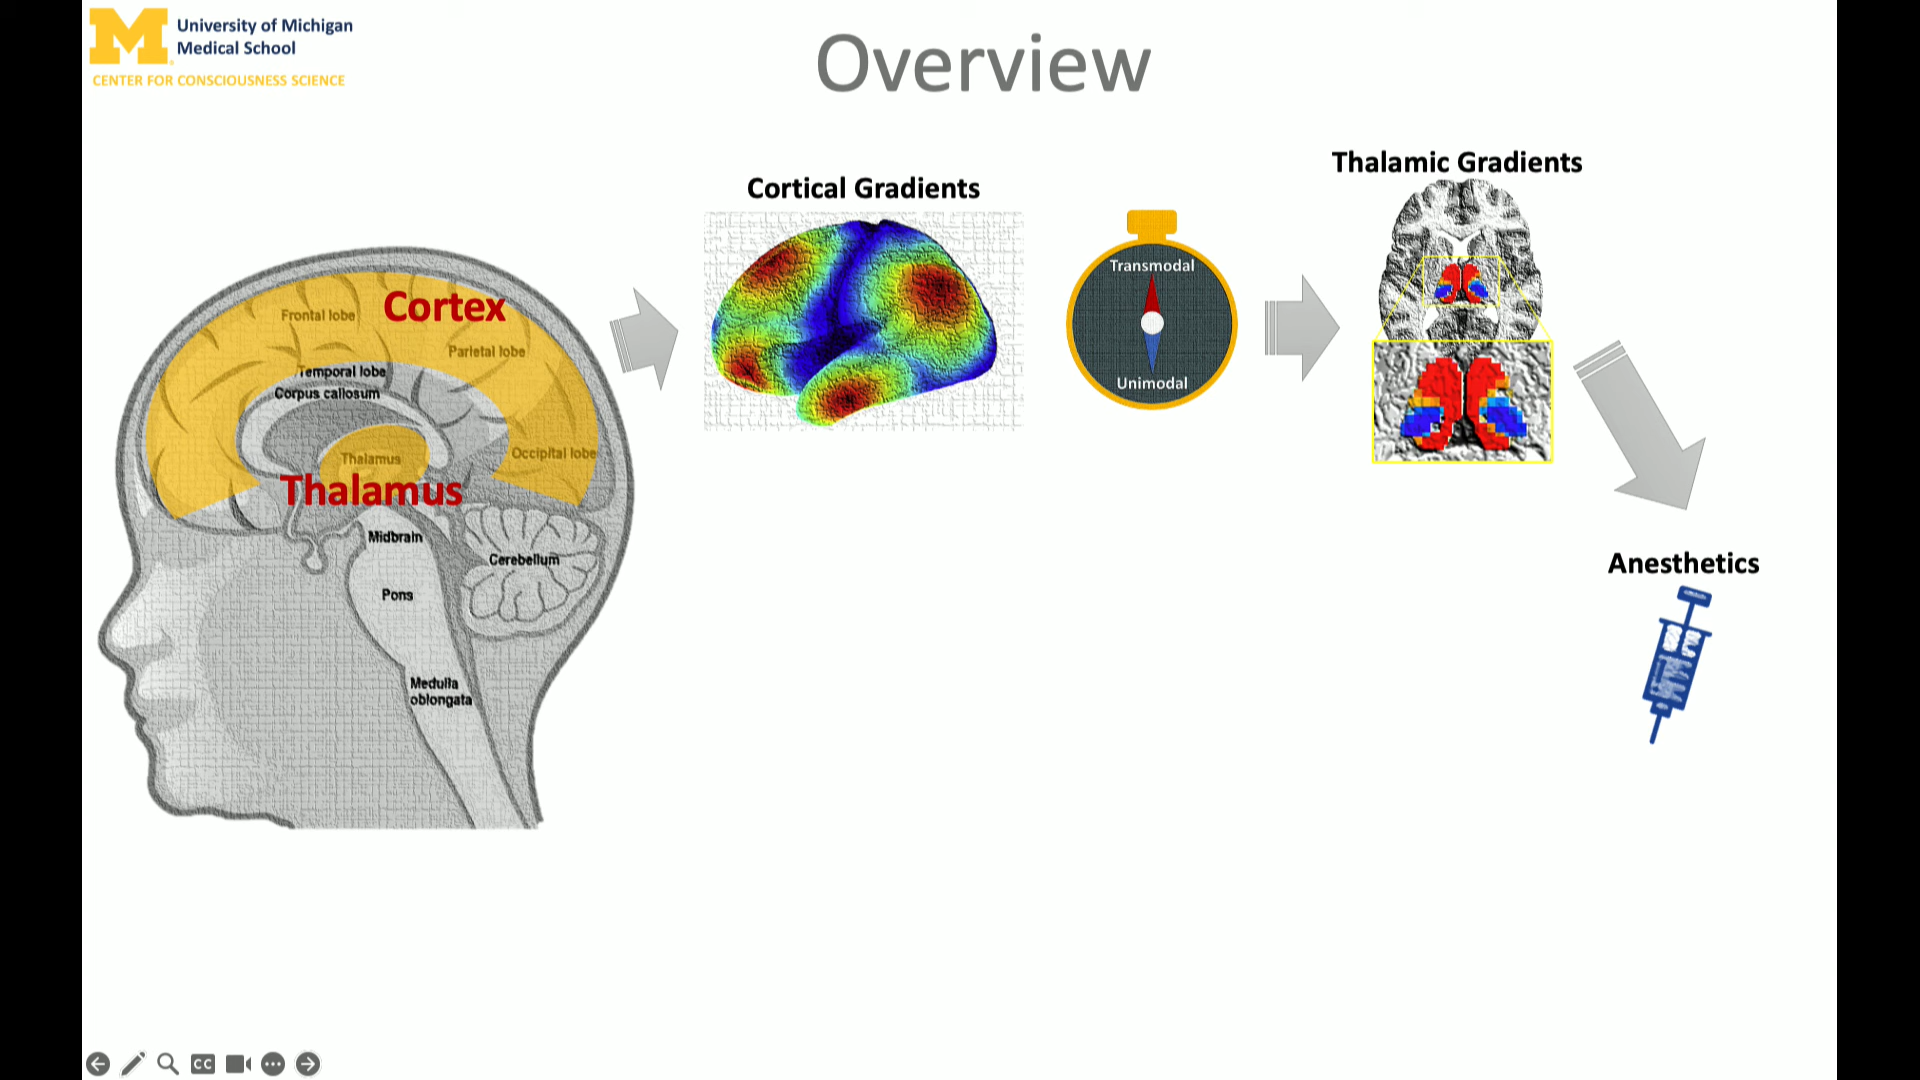 University of Michigan
Medical School
CENTER FOR CONSCIOUSNESS SCIENCE
Overview
Cortex
Frontal lobe
Parietal lobe
Temporal lobe
Corpus callosum
Occipital lobe
Thalamus
Thalamus
Midbrain
Cerebellum
Pons
Medulla
oblongata
Cortical Gradients
Transmodal
Unimodal
Thalamic Gradients
Anesthetics
CC